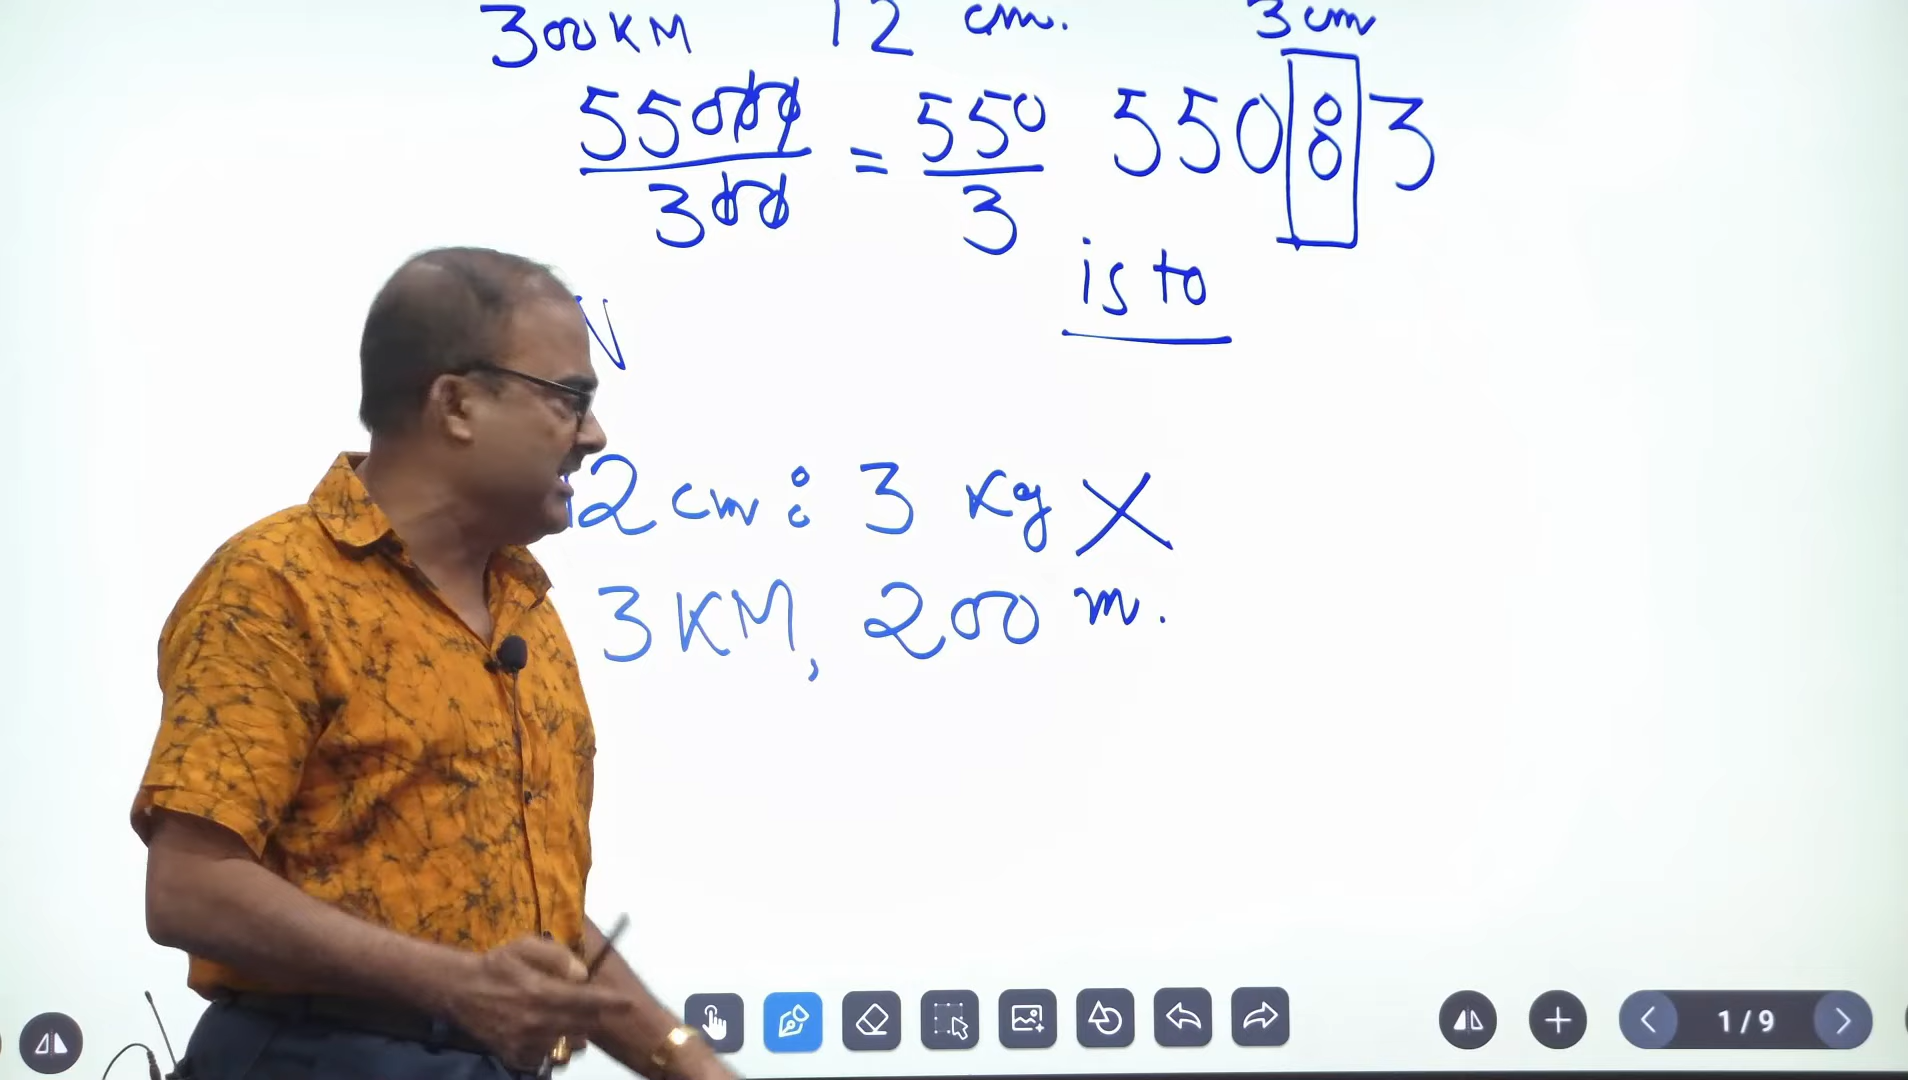 300 KM 12 cm. 3 cm
55000/300 = 550/3 550 : 3
is to
N
12 cm : 3 kg X
3 KM, 200 m.
1 / 9